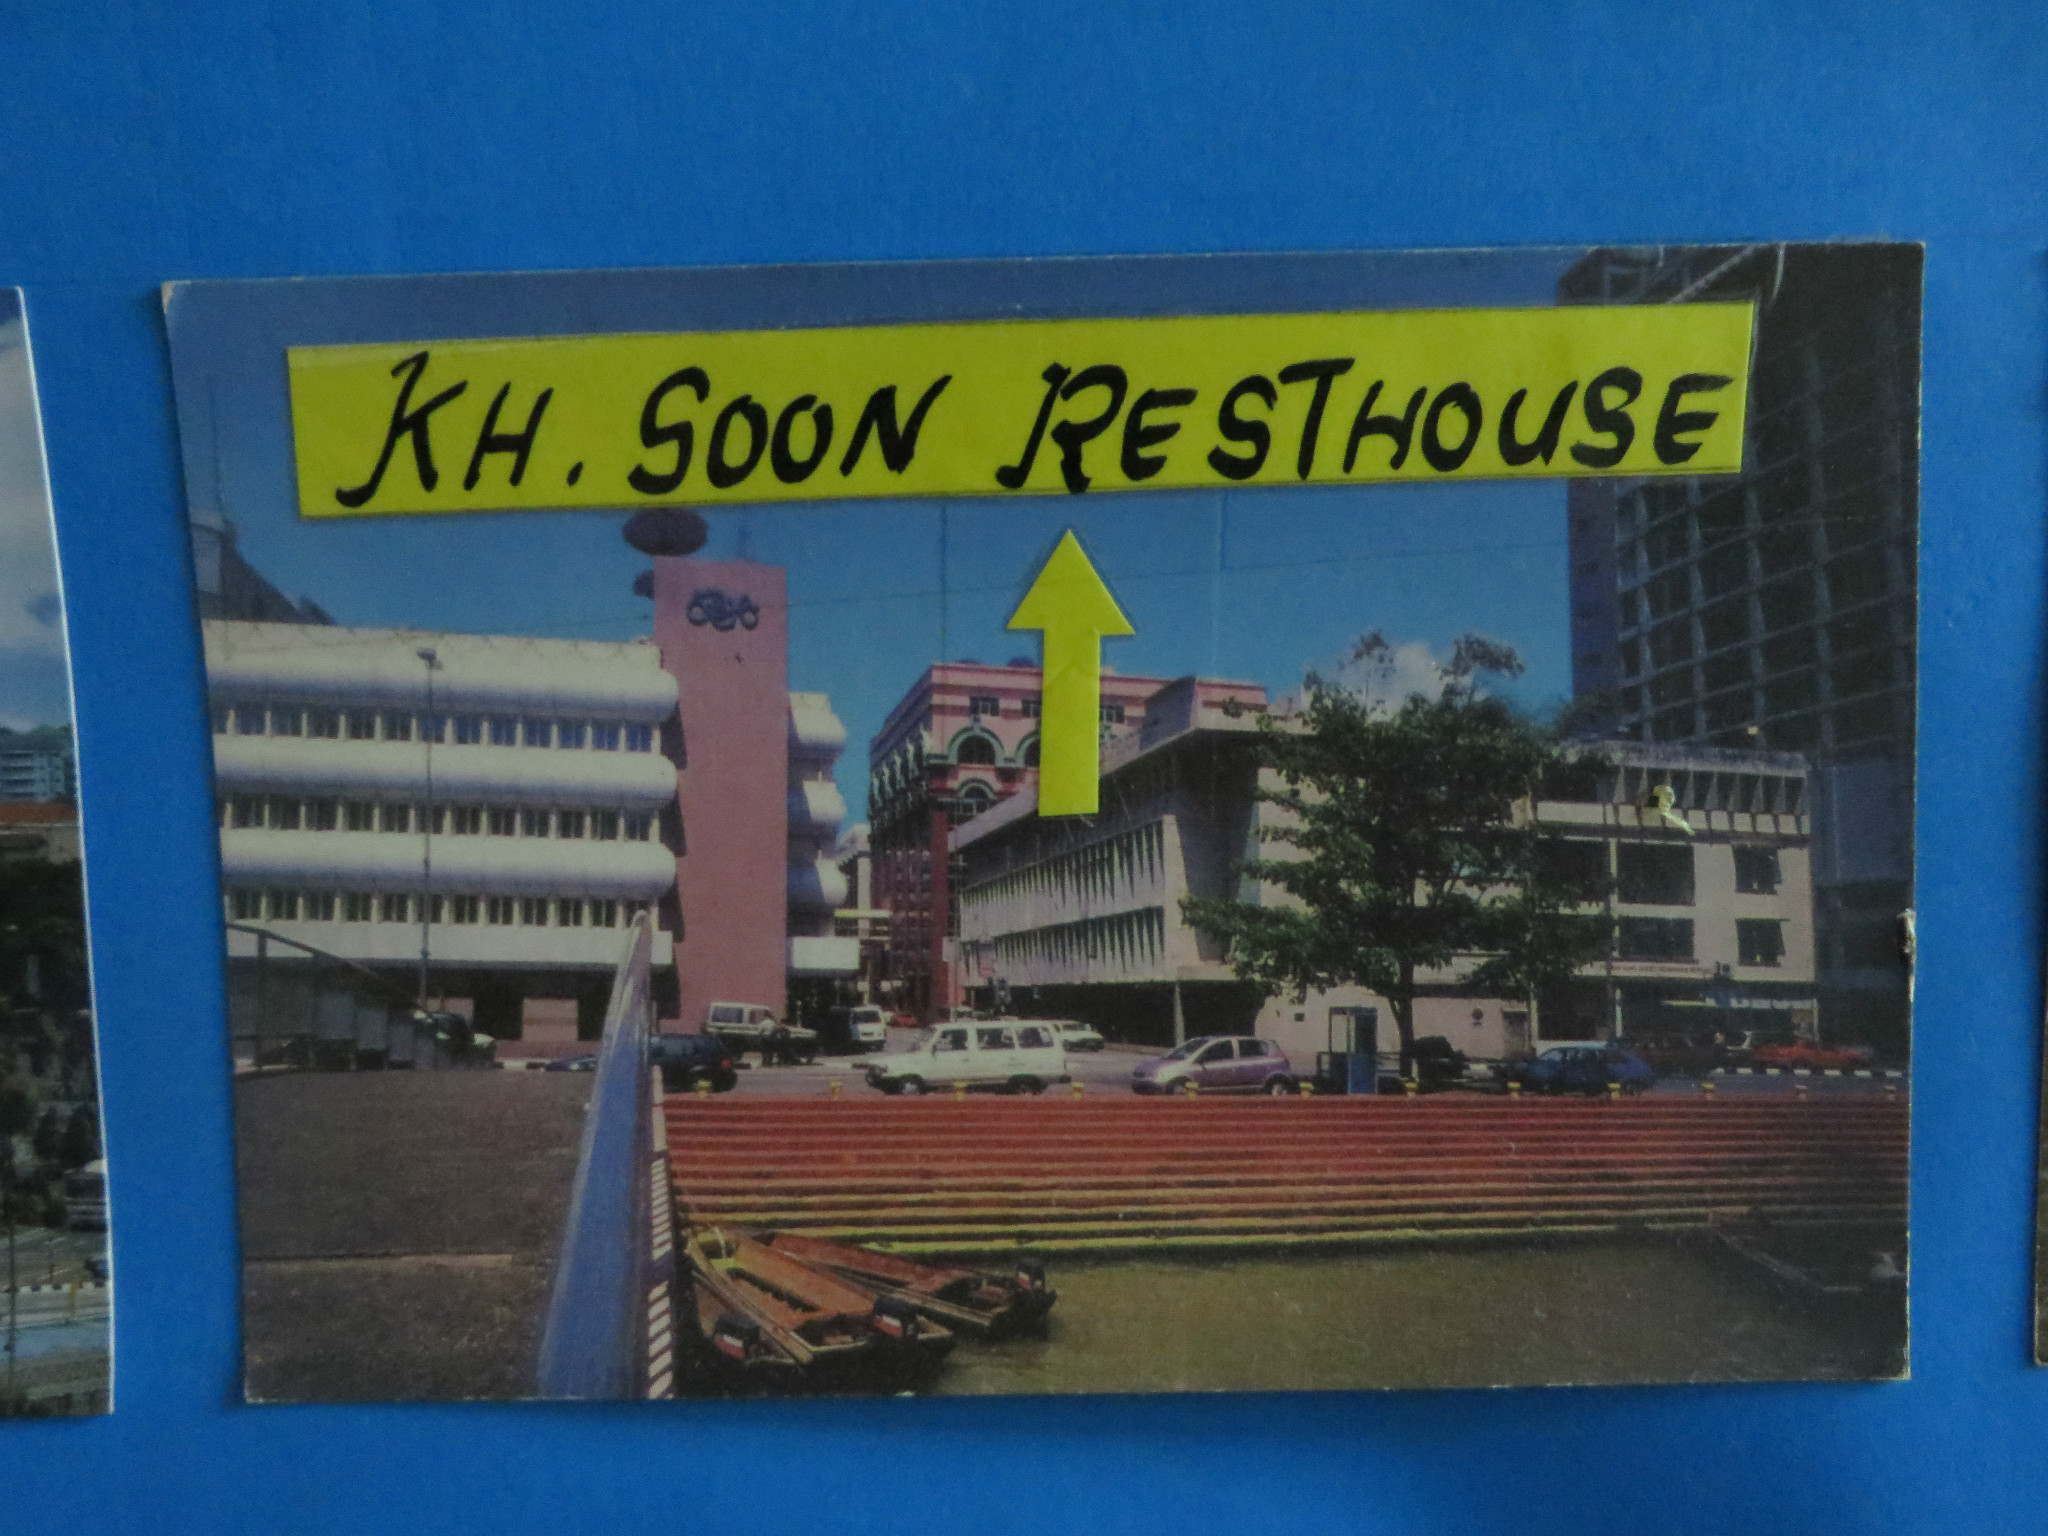 KH. SOON RESTHOUSE